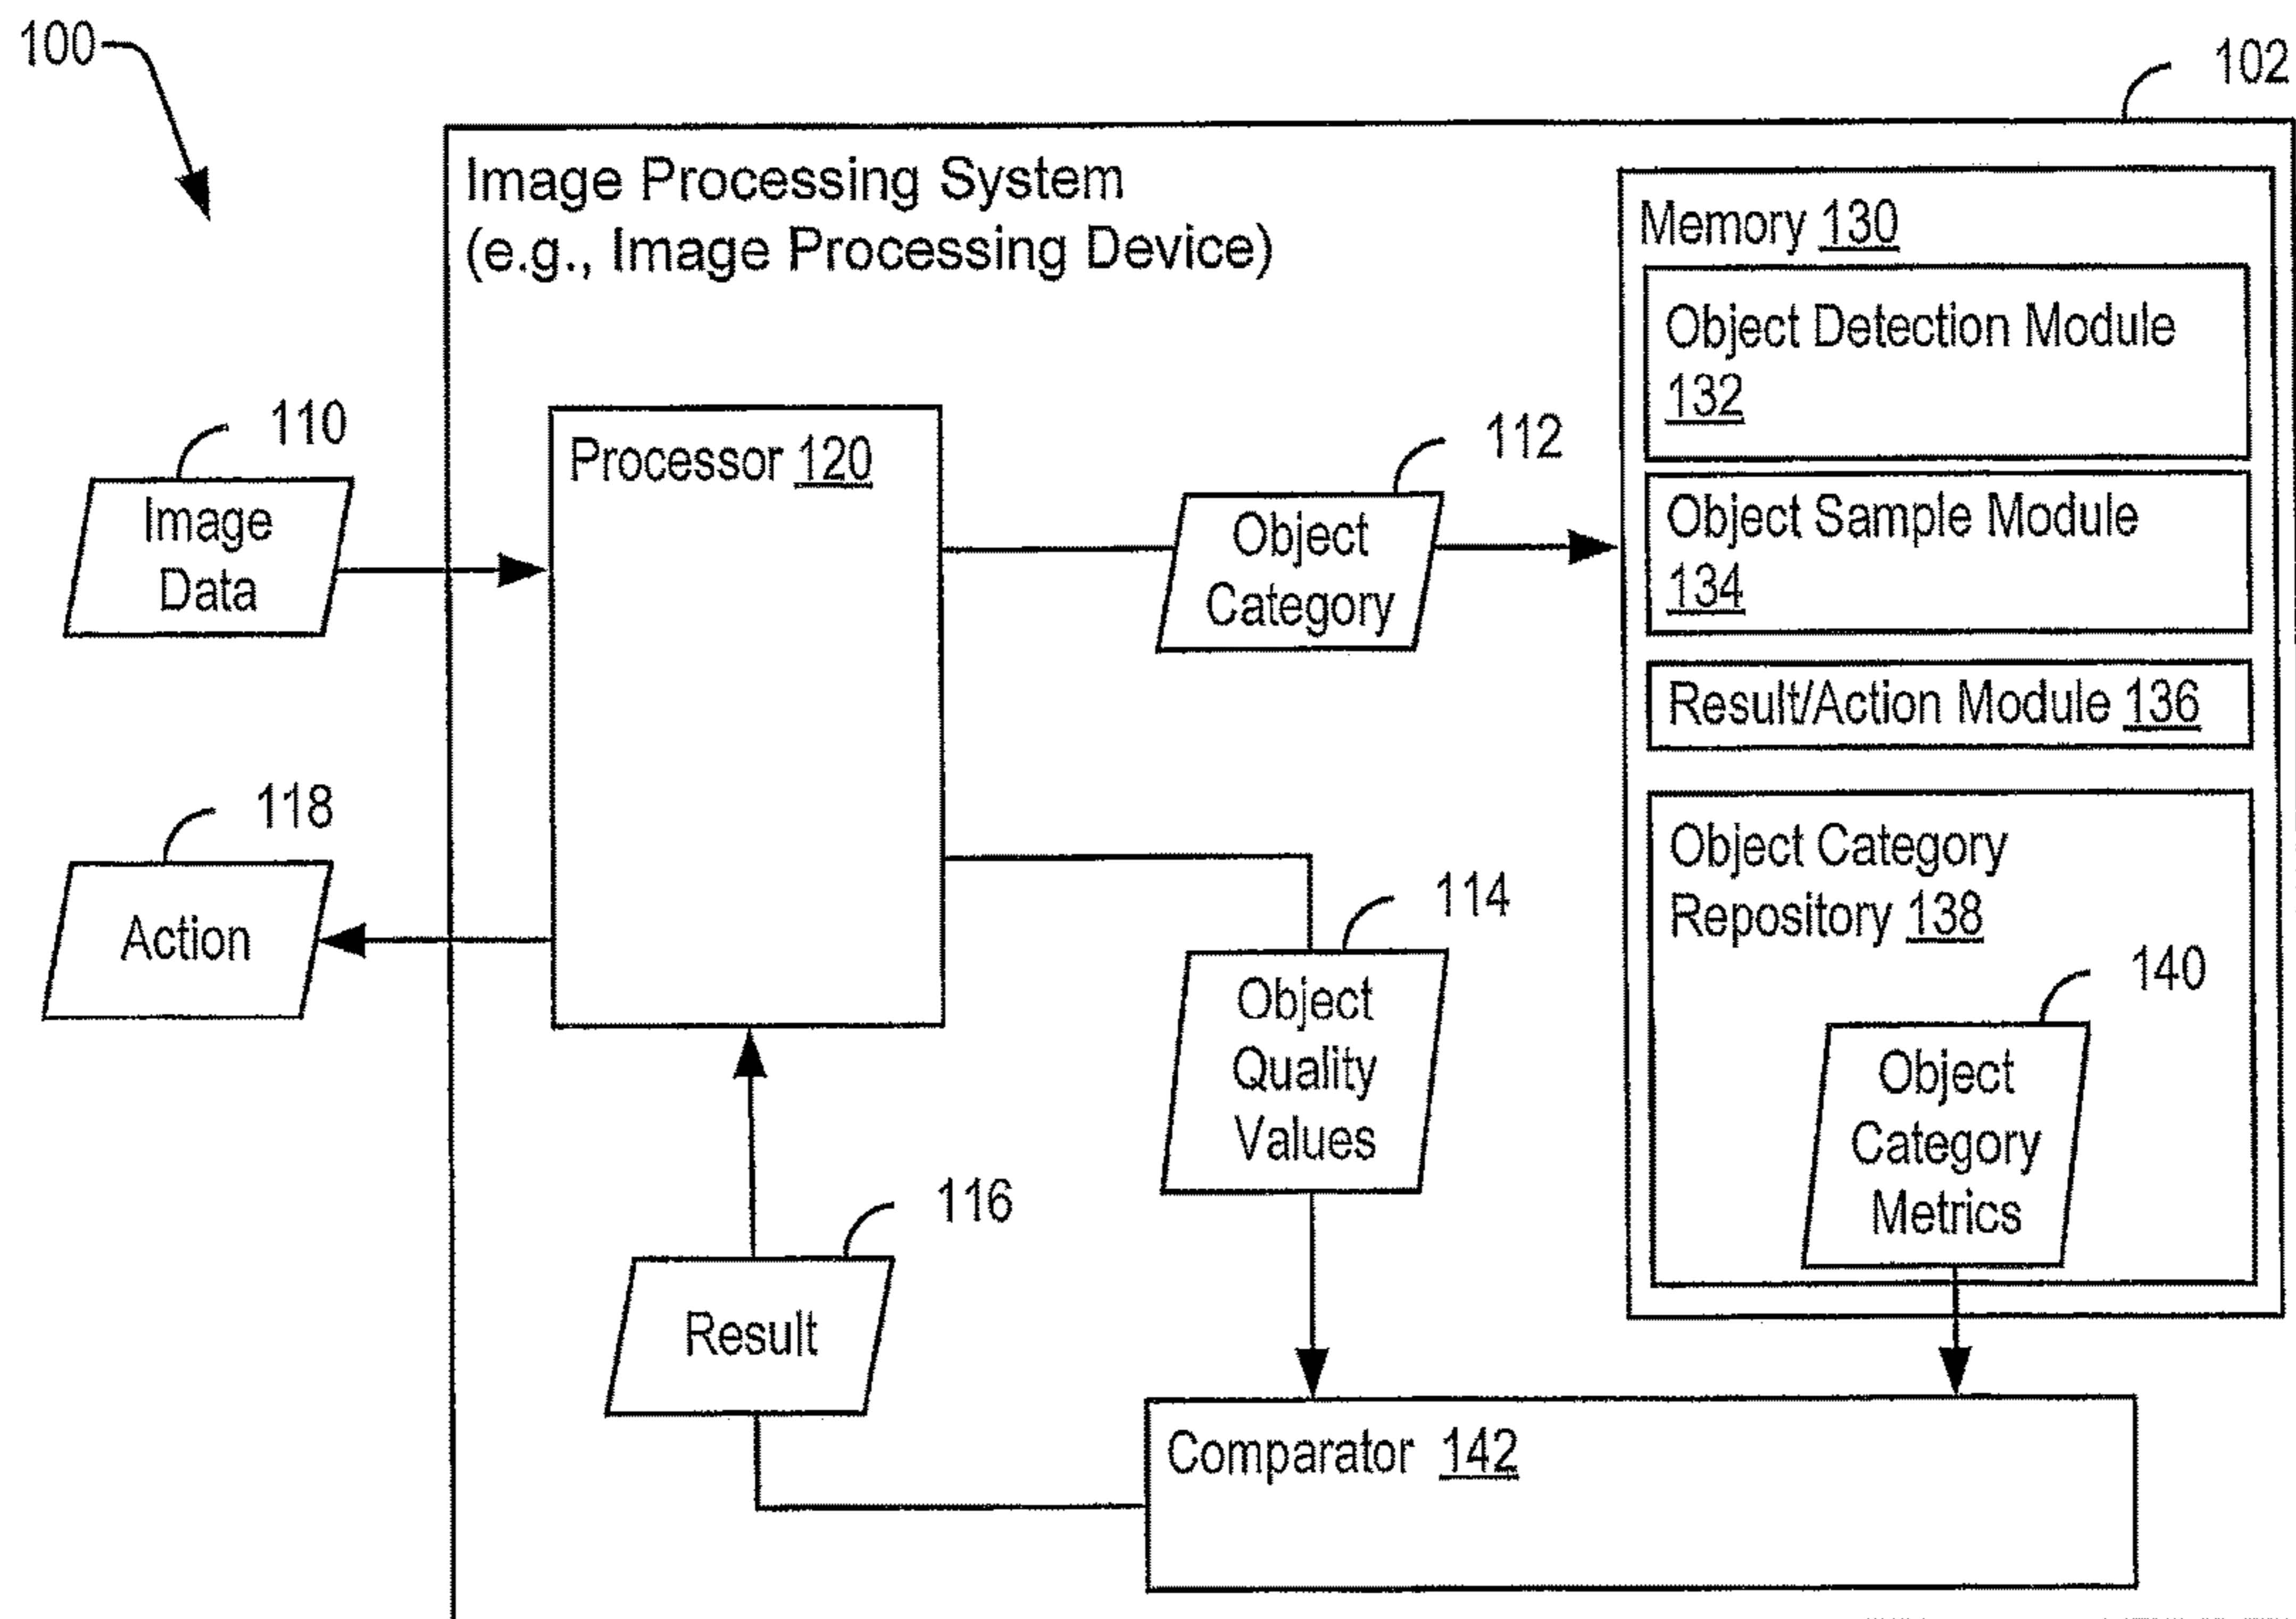 100
102
Image Processing System
(e.g., Image Processing Device)
Memory 130
Object Detection Module
132
110
Image
Data
Processor 120
112
Object
Category
Object Sample Module
134
Result/Action Module 136
118
Action
114
Object
Quality
Values
Object Category
Repository 138
140
Object
Category
Metrics
116
Result
Comparator 142